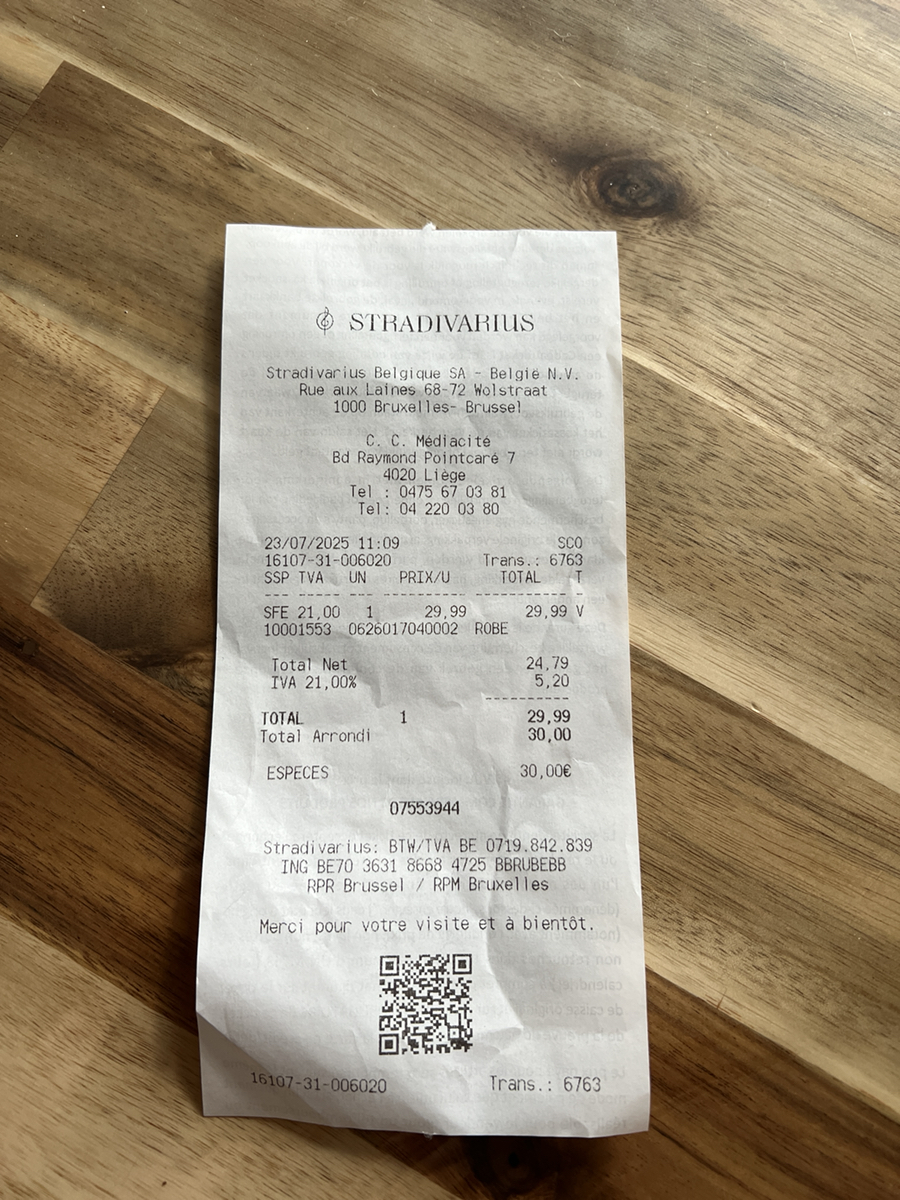 STRADIVARIUS
Stradivarius Belgique SA - België N.V.
Rue aux Laines 68-72 Wolstraat
1000 Bruxelles- Brussel
C. C. Médiacité
Bd Raymond Pointcaré 7
4020 Liège
Tel : 0475 67 03 81
Tel: 04 220 03 80
23/07/2025 11:09 SCO
16107-31-006020 Trans.: 6763
SSP TVA UN PRIX/U TOTAL T
--- ---- --- ---------- ------------ -
SFE 21,00 1 29,99 29,99 V
10001553 0626017040002 ROBE
Total Net 24,79
IVA 21,00% 5,20
----------
TOTAL 1 29,99
Total Arrondi 30,00
ESPECES 30,00€
07553944
Stradivarius: BTW/TVA BE 0719.842.839
ING BE70 3631 8668 4725 BBRUBEBB
RPR Brussel / RPM Bruxelles
Merci pour votre visite et à bientôt.
16107-31-006020 Trans.: 6763